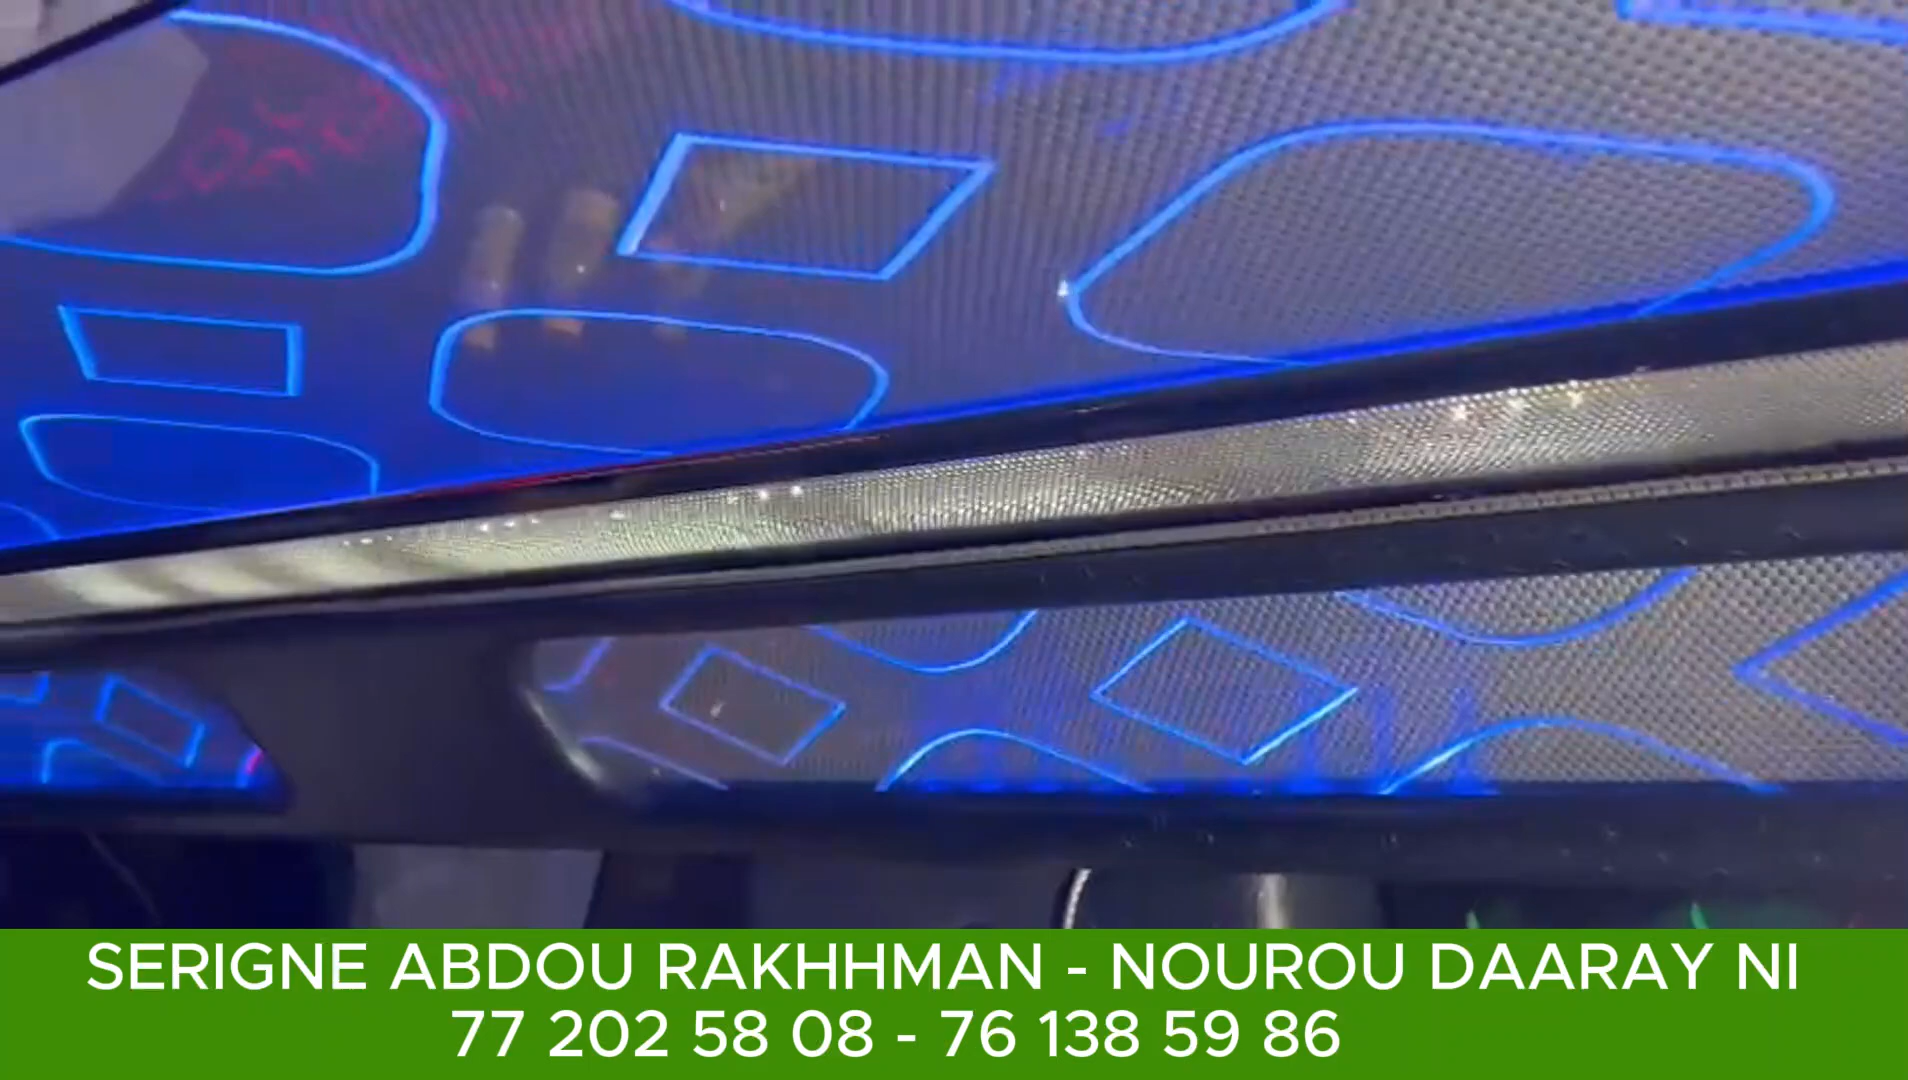 SERIGNE ABDOU RAKHHMAN - NOUROU DAARAY NI
77 202 58 08 - 76 138 59 86